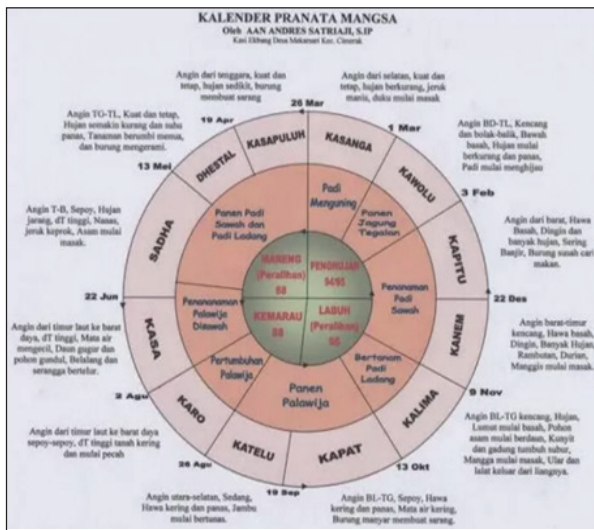 KALENDER PRANATA MANGSA
Oleh AAN ANDRES SATRIAJI, S.IP
Kasi Ekbang Desa Mekarsari Kec. Cimerak
Angin dari tenggara, kuat dan
tetap, hujan sedikit, burung
membuat sarang
Angin dari selatan, kuat dan
tetap, hujan berkurang, jeruk
manis, duku mulai masak
26 Mar
19 Apr
1 Mar
Angin TG-TL, Kuat dan tetap,
Hujan semakin kurang dan suhu
panas, Tanaman berumbi menua,
dan burung mengerami.
Angin BD-TL, Kencang
dan bolak-balik, Bawah
basah, Hujan mulai
berkurang dan panas,
Padi mulai menghijau
KASAPULUH
KASANGA
DHESTAL
KAWOLU
13 Mei
3 Feb
Padi
Menguning
Panen
Jagung
Tegalan
Panen Padi
Sawah dan
Padi Ladang
Angin T-B, Sepoy, Hujan
jarang, dT tinggi, Nanas,
jeruk keprok, Asam mulai
masak.
SADHA
KAPITU
Angin dari barat, Hawa
Basah, Dingin dan
banyak hujan, Sering
Banjir, Burung susah cari
makan.
MARENG
(Peralihan)
88
PENGHUJAN
94/95
22 Jun
22 Des
Penanaman
Palawija
Disawah
Penanaman
Padi
Sawah
KEMARAU
88
LABUH
(Peralihan)
95
Angin dari timur laut ke barat
daya, dT tinggi, Mata air
mengecil, Daun gugur dan
pohon gundul, Belalang dan
serangga bertelur.
KASA
KANEM
Angin barat-timur
kencang, Hawa basah,
Dingin, Banyak Hujan,
Rambutan, Durian,
Manggis mulai masak.
Pertumbuhan
Palawija
Bertanam
Padi
Ladang
Panen
Palawija
2 Agu
9 Nov
KARO
KALIMA
KATELU
KAPAT
Angin dari timur laut ke barat daya
sepoy-sepoy, dT tinggi tanah kering
dan mulai pecah
Angin BL-TG kencang, Hujan,
Lumut mulai basah, Pohon
asam mulai berdaun, Kunyit
dan gadung tumbuh subur,
Mangga mulai masak, Ular dan
lalat keluar dari liangnya.
26 Agu
13 Okt
19 Sep
Angin utara-selatan, Sedang,
Hawa kering dan panas, Jambu
mulai bertunas.
Angin BL-TG, Sepoy, Hawa
kering dan panas, Mata air kering,
Burung manyar membuat sarang.